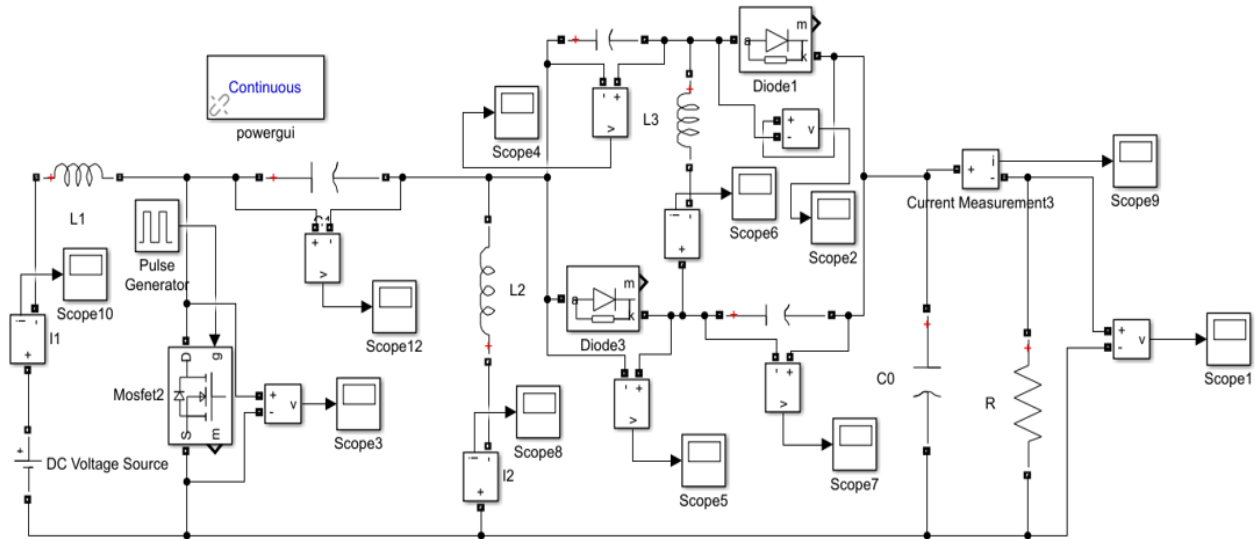 Continuous
powergui
L1
Pulse
Generator
I1
i
-
+
Scope10
Mosfet2
D
g
S
m
+
-
v
Scope3
DC Voltage Source
+
+
-
v
Scope12
L2
I2
i
-
+
Scope8
-
+
v
Scope4
L3
a
m
k
Diode1
+
-
v
Scope2
i
-
+
Scope6
a
m
k
Diode3
-
+
v
Scope5
-
+
v
Scope7
C0
+
i
-
Current Measurement3
Scope9
R
+
-
v
Scope1